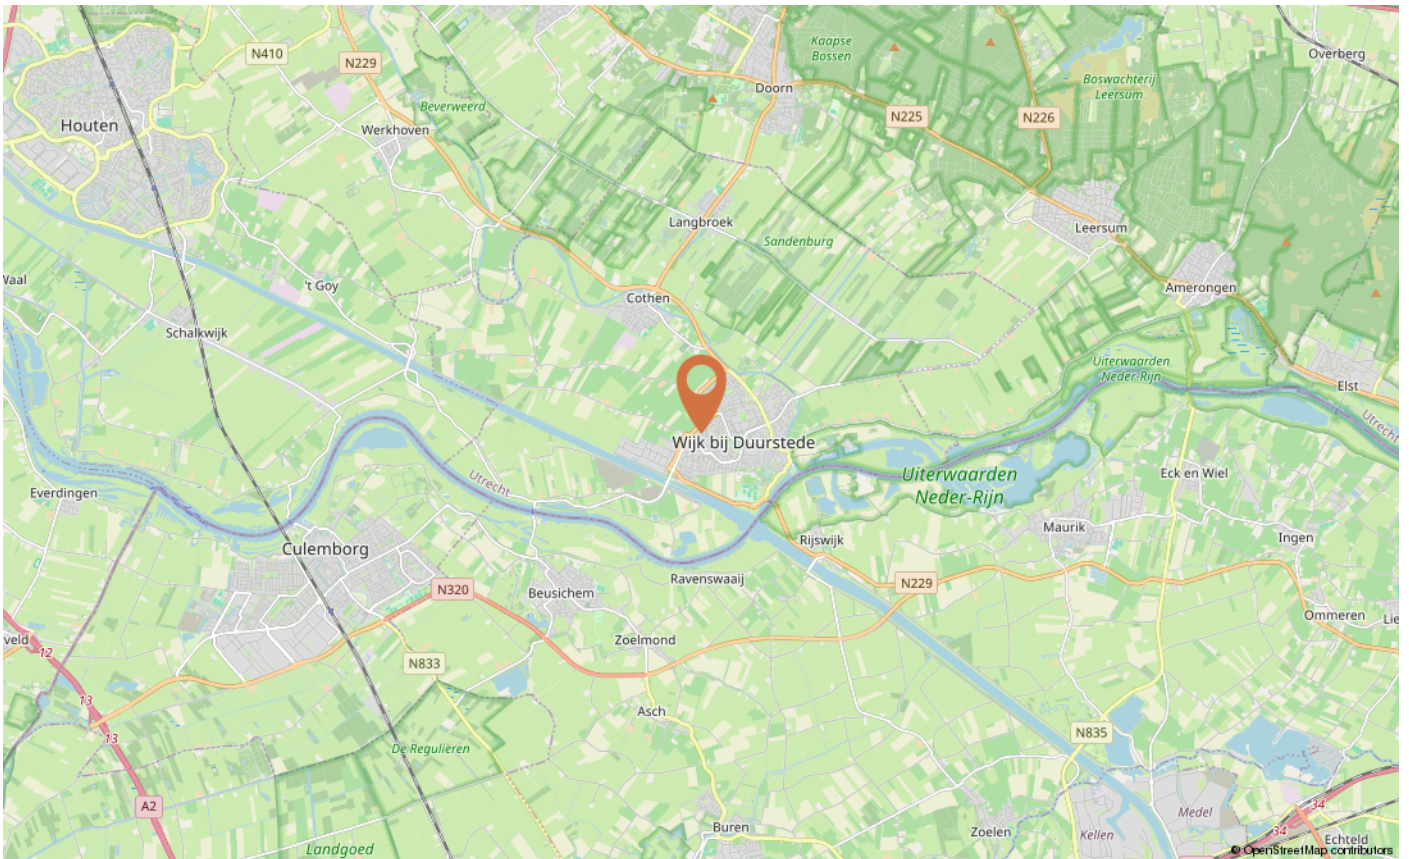 N410
N229
Kaapse
Bossen
Overberg
Doorn
Boswachterij
Leersum
Beverweerd
Houten
Werkhoven
N225
N226
Langbroek
Sandenburg
Leersum
Waal
't Goy
Cothen
Amerongen
Schalkwijk
Uiterwaarden
Neder-Rijn
Elst
Utrecht
Wijk bij Duurstede
Utrecht
Uiterwaarden
Neder-Rijn
Eck en Wiel
Everdingen
Maurik
Ingen
Culemborg
Rijswijk
Ravenswaaij
N229
N320
Beusichem
Ommeren
Lie
veld
12
Zoelmond
N833
13
Asch
13
De Regulieren
N835
A2
Medel
34
Buren
Zoelen
Kellen
34
Echteld
Landgoed
© OpenStreetMap contributors